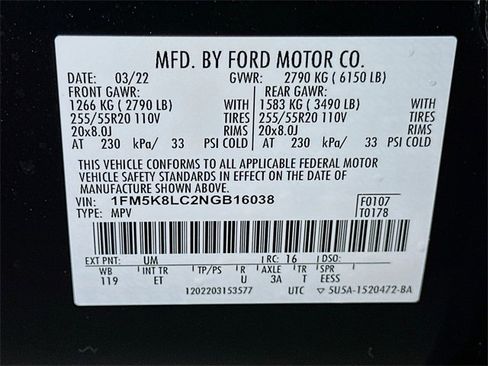 MFD. BY FORD MOTOR CO.
DATE: 03/22 GVWR: 2790 KG ( 6150 LB)
FRONT GAWR: REAR GAWR:
1266 KG ( 2790 LB) WITH 1583 KG ( 3490 LB) WITH
255/55R20 110V TIRES 255/55R20 110V TIRES
20x8.0J RIMS 20x8.0J RIMS
AT 230 kPa/ 33 PSI COLD AT 230 kPa/ 33 PSI COLD
THIS VEHICLE CONFORMS TO ALL APPLICABLE FEDERAL MOTOR
VEHICLE SAFETY STANDARDS IN EFFECT ON THE DATE OF
MANUFACTURE SHOWN ABOVE.
VIN: 1FM5K8LC2NGB16038 F0107
TYPE: MPV T0178
EXT PNT: UM RC: 16 DSO:
WB INT TR TP/PS R AXLE TR SPR
119 ET U 3A T EESS
1202203153577 UTC ▽ 5U5A-1520472-BA